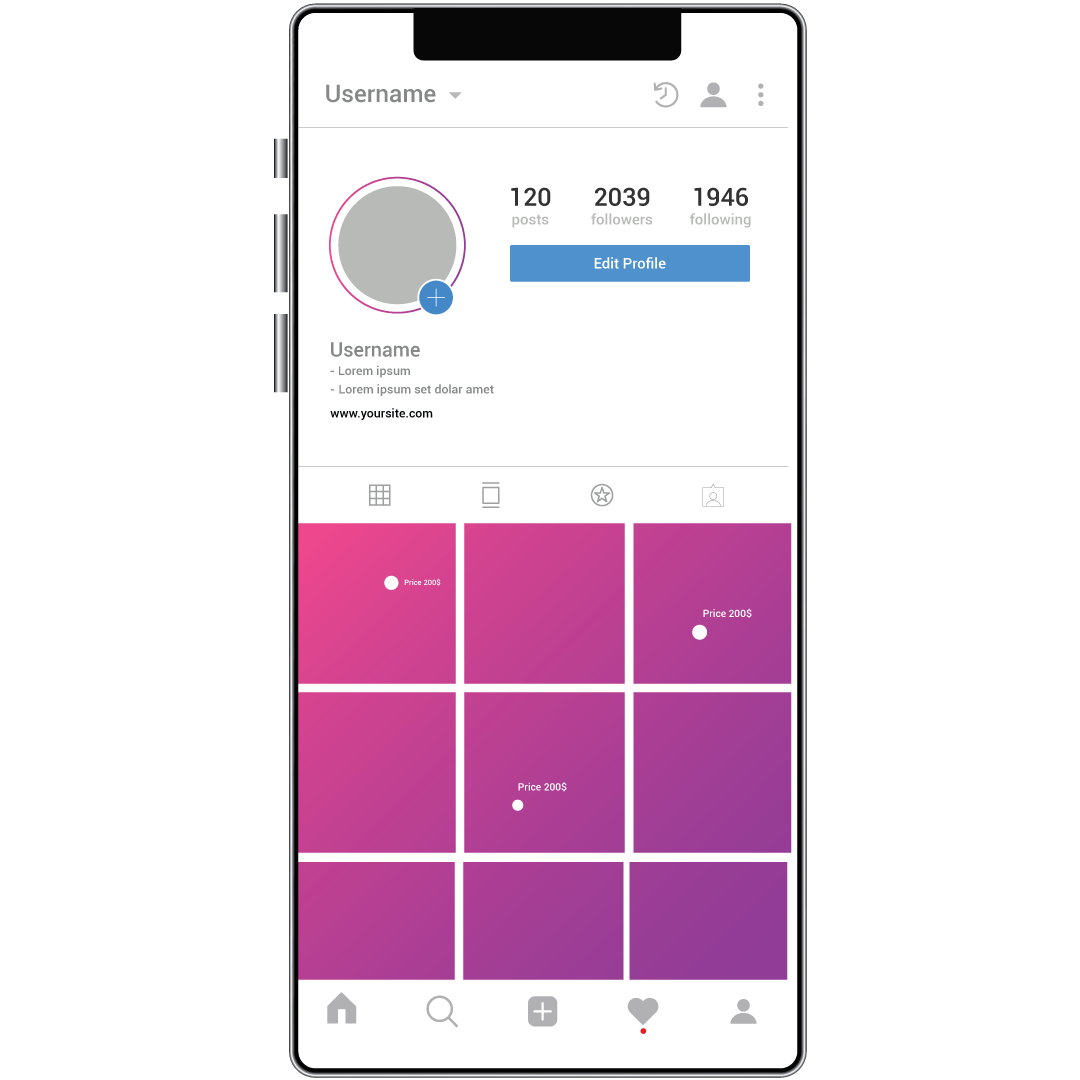 Username
120 2039 1946
posts followers following
Edit Profile
Username
- Lorem ipsum
- Lorem ipsum set dolar amet
www.yoursite.com
Price 200$
Price 200$
Price 200$